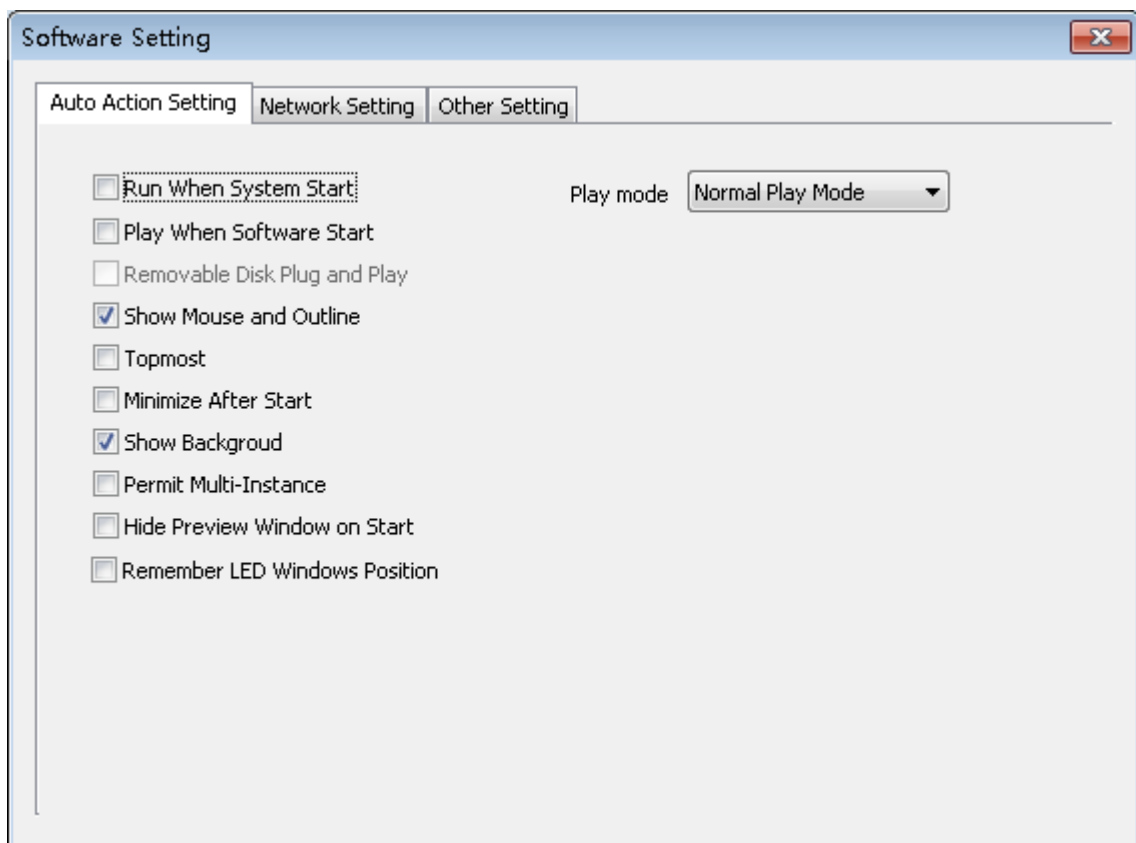 Software Setting
Auto Action Setting Network Setting Other Setting
Run When System Start
Play mode Normal Play Mode
Play When Software Start
Removable Disk Plug and Play
Show Mouse and Outline
Topmost
Minimize After Start
Show Backgroud
Permit Multi-Instance
Hide Preview Window on Start
Remember LED Windows Position